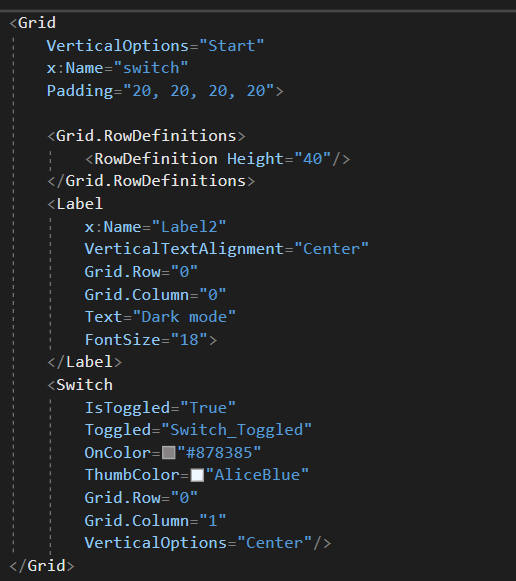 <Grid
VerticalOptions="Start"
x:Name="switch"
Padding="20, 20, 20, 20">
<Grid.RowDefinitions>
<RowDefinition Height="40"/>
</Grid.RowDefinitions>
<Label
x:Name="Label2"
VerticalTextAlignment="Center"
Grid.Row="0"
Grid.Column="0"
Text="Dark mode"
FontSize="18">
</Label>
<Switch
IsToggled="True"
Toggled="Switch_Toggled"
OnColor="#878385"
ThumbColor="AliceBlue"
Grid.Row="0"
Grid.Column="1"
VerticalOptions="Center"/>
</Grid>